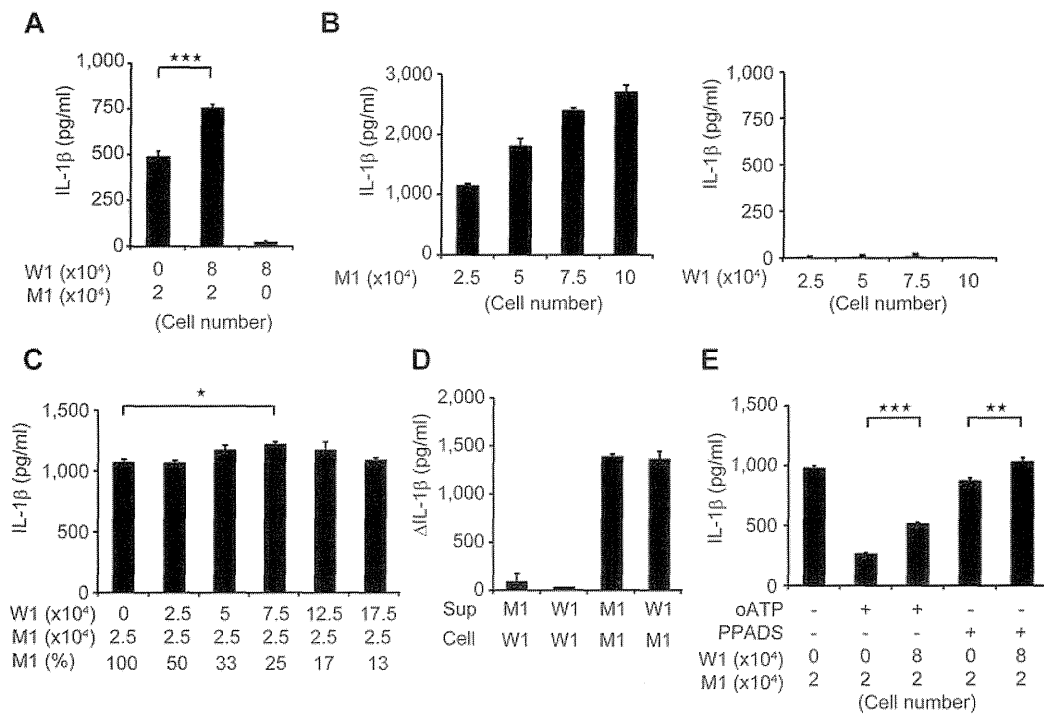 A
IL-1β (pg/ml)
1,000
750
500
250
0
★★★
W1 (x10⁴) 0 8 8
M1 (x10⁴) 2 2 0
(Cell number)
B
IL-1β (pg/ml)
3,000
2,000
1,000
0
M1 (x10⁴) 2.5 5 7.5 10
(Cell number)
IL-1β (pg/ml)
1,000
750
500
250
0
W1 (x10⁴) 2.5 5 7.5 10
(Cell number)
C
IL-1β (pg/ml)
1,500
1,000
500
0
★
W1 (x10⁴) 0 2.5 5 7.5 12.5 17.5
M1 (x10⁴) 2.5 2.5 2.5 2.5 2.5 2.5
M1 (%) 100 50 33 25 17 13
D
ΔIL-1β (pg/ml)
2,000
1,500
1,000
500
0
Sup M1 W1 M1 W1
Cell W1 W1 M1 M1
E
IL-1β (pg/ml)
1,500
1,000
500
0
★★★ ★★
oATP - + + - -
PPADS - - - + +
W1 (x10⁴) 0 0 8 0 8
M1 (x10⁴) 2 2 2 2 2
(Cell number)